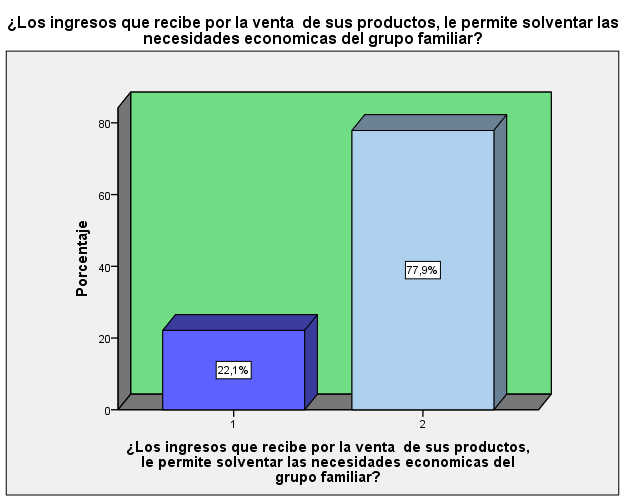 ¿Los ingresos que recibe por la venta  de sus productos, le permite solventar las
necesidades economicas del grupo familiar?
80
60
40
20
0
Porcentaje
22,1%
77,9%
1
2
¿Los ingresos que recibe por la venta  de sus productos,
le permite solventar las necesidades economicas del
grupo familiar?